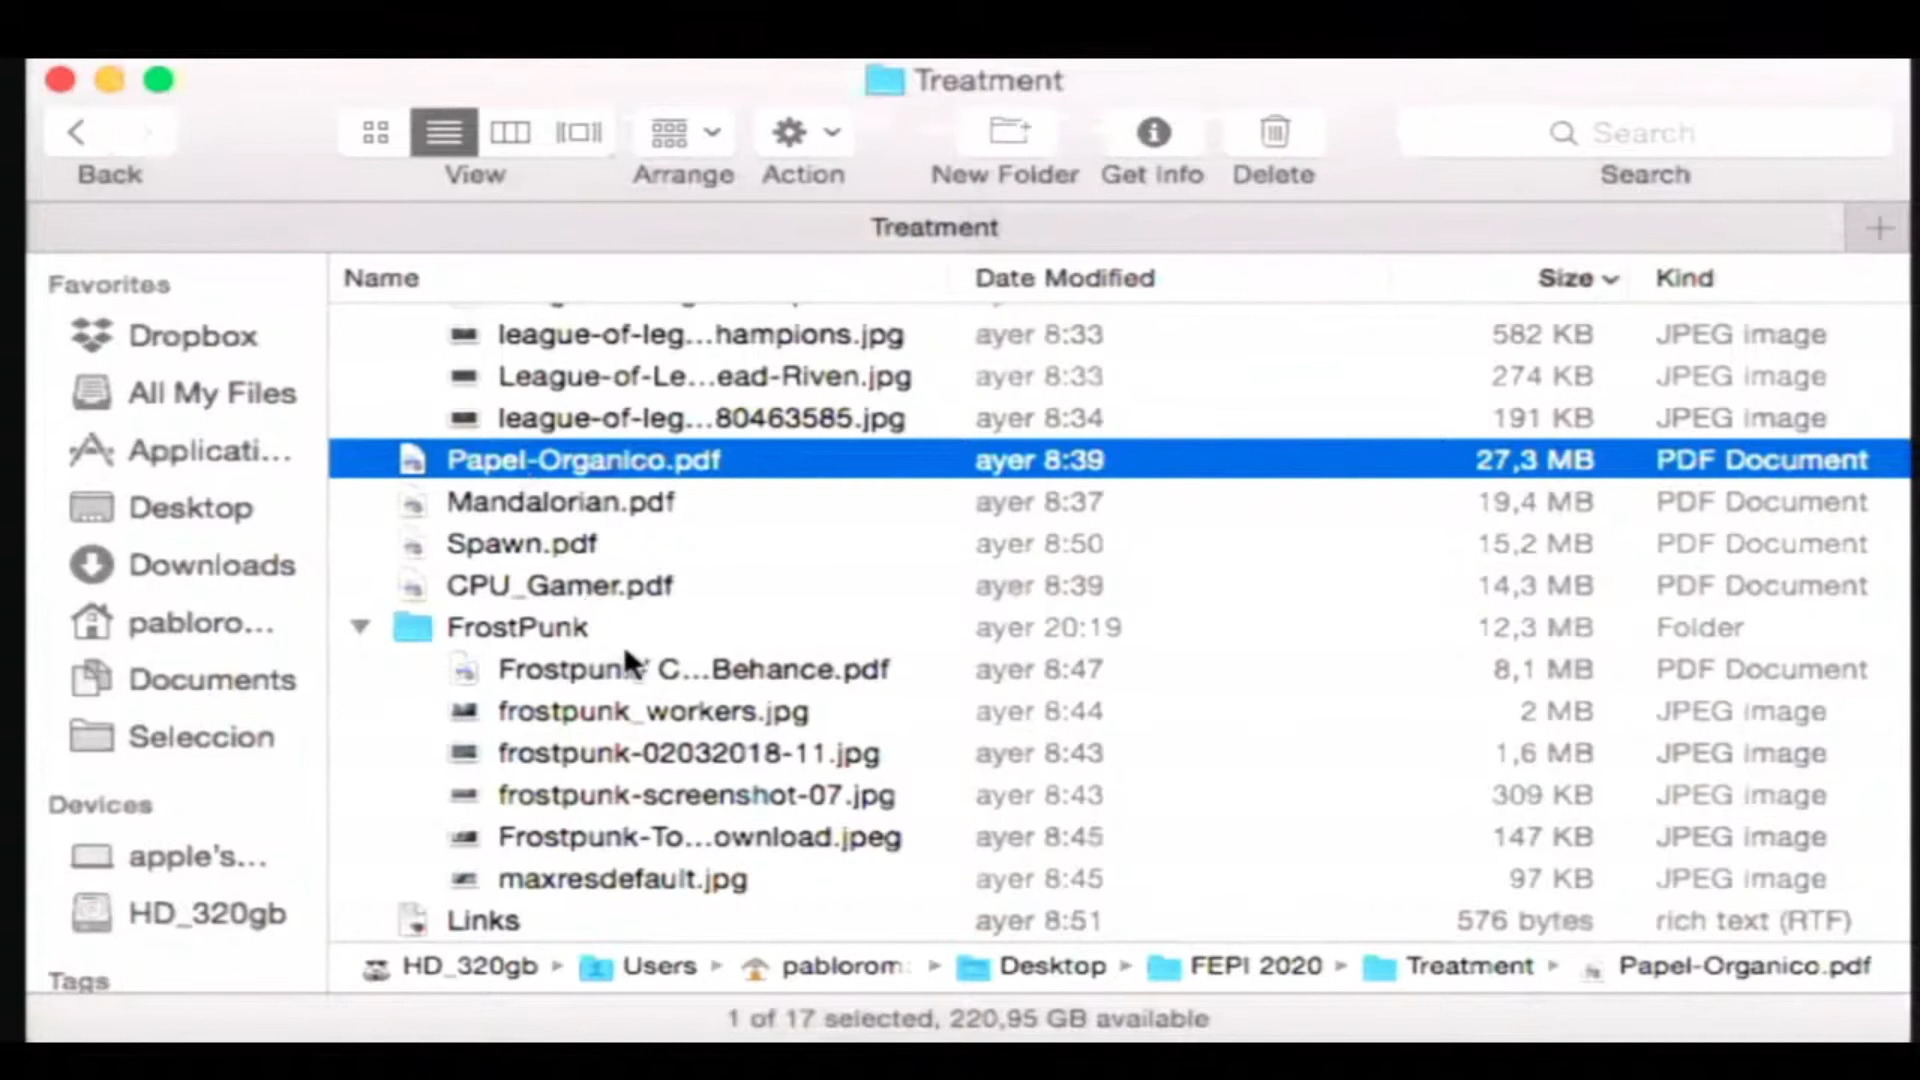 Treatment
Back
View
Arrange
Action
New Folder
Get Info
Delete
Search
Search
Treatment
Favorites
Dropbox
All My Files
Applicati...
Desktop
Downloads
pabloro...
Documents
Seleccion
Devices
apple's...
HD_320gb
Tags
Name Date Modified Size Kind
league-of-leg...hampions.jpg ayer 8:33 582 KB JPEG image
League-of-Le...ead-Riven.jpg ayer 8:33 274 KB JPEG image
league-of-leg...80463585.jpg ayer 8:34 191 KB JPEG image
Papel-Organico.pdf ayer 8:39 27,3 MB PDF Document
Mandalorian.pdf ayer 8:37 19,4 MB PDF Document
Spawn.pdf ayer 8:50 15,2 MB PDF Document
CPU_Gamer.pdf ayer 8:39 14,3 MB PDF Document
FrostPunk ayer 20:19 12,3 MB Folder
Frostpunk C...Behance.pdf ayer 8:47 8,1 MB PDF Document
frostpunk_workers.jpg ayer 8:44 2 MB JPEG image
frostpunk-02032018-11.jpg ayer 8:43 1,6 MB JPEG image
frostpunk-screenshot-07.jpg ayer 8:43 309 KB JPEG image
Frostpunk-To...ownload.jpeg ayer 8:45 147 KB JPEG image
maxresdefault.jpg ayer 8:45 97 KB JPEG image
Links ayer 8:51 576 bytes rich text (RTF)
HD_320gb Users pablorom Desktop FEPI 2020 Treatment Papel-Organico.pdf
1 of 17 selected, 220,95 GB available